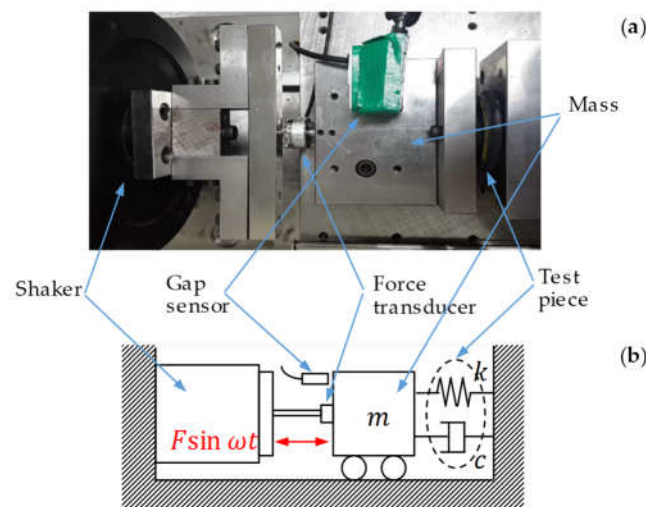 (a)
Mass
Shaker
Gap
sensor
Force
transducer
Test
piece
(b)
k
m
F sin ωt
c